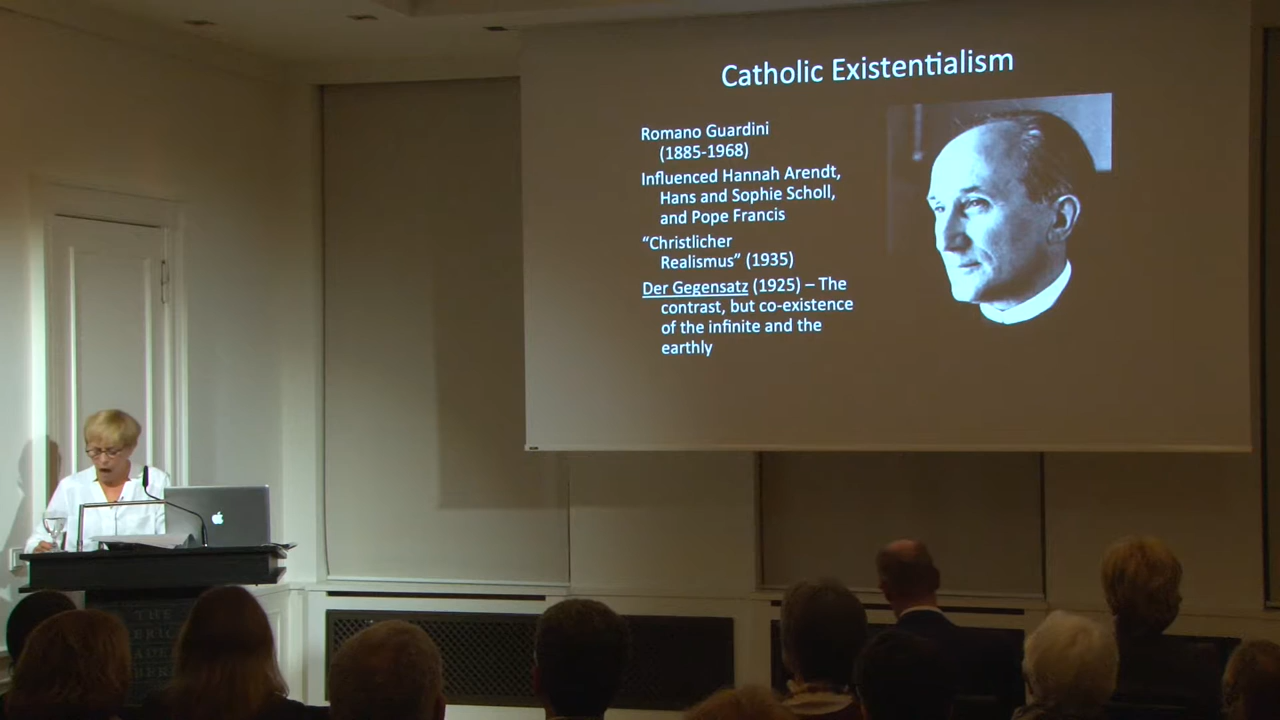 Catholic Existentialism
Romano Guardini
(1885-1968)
Influenced Hannah Arendt,
Hans and Sophie Scholl,
and Pope Francis
“Christlicher
Realismus” (1935)
Der Gegensatz (1925) – The
contrast, but co-existence
of the infinite and the
earthly
THE